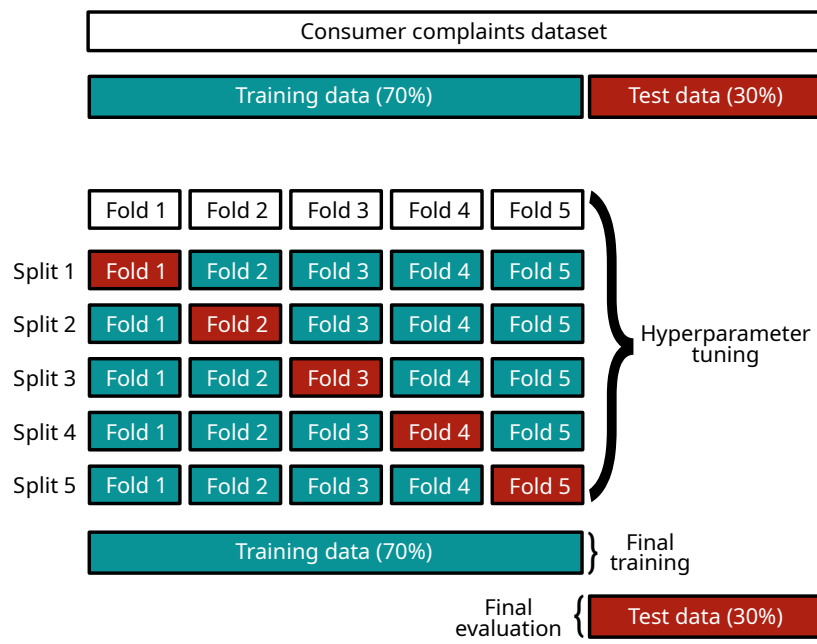 Consumer complaints dataset
Training data (70%) Test data (30%)
Fold 1 Fold 2 Fold 3 Fold 4 Fold 5
Split 1 Fold 1 Fold 2 Fold 3 Fold 4 Fold 5
Split 2 Fold 1 Fold 2 Fold 3 Fold 4 Fold 5
Split 3 Fold 1 Fold 2 Fold 3 Fold 4 Fold 5
Split 4 Fold 1 Fold 2 Fold 3 Fold 4 Fold 5
Split 5 Fold 1 Fold 2 Fold 3 Fold 4 Fold 5
Hyperparameter
tuning
Training data (70%)
Final
training
Final
evaluation
Test data (30%)